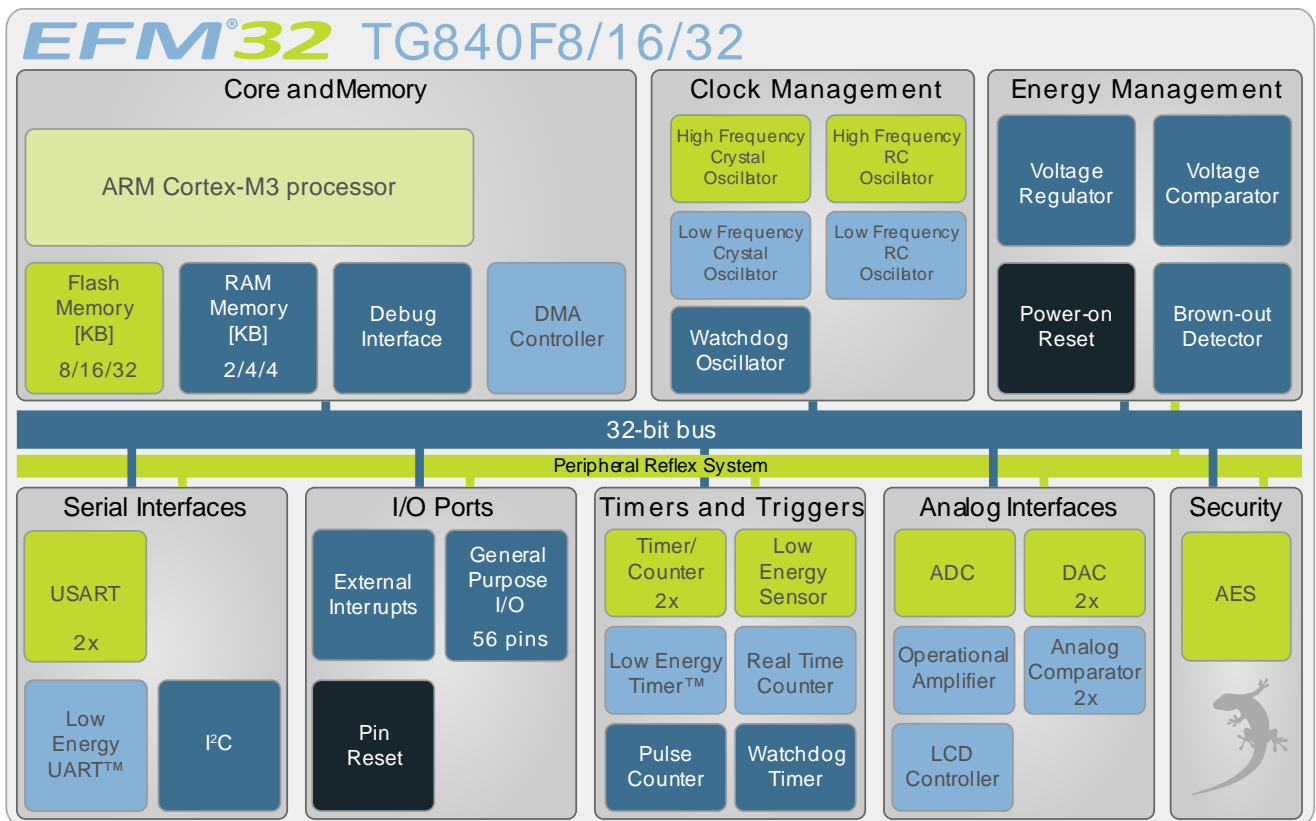 EFM®32 TG840F8/16/32
Core and Memory
ARM Cortex-M3 processor
Flash
Memory
[KB]
8/16/32
RAM
Memory
[KB]
2/4/4
Debug
Interface
DMA
Controller
Clock Management
High Frequency
Crystal
Oscillator
High Frequency
RC
Oscillator
Low Frequency
Crystal
Oscillator
Low Frequency
RC
Oscillator
Watchdog
Oscillator
Energy Management
Voltage
Regulator
Voltage
Comparator
Power-on
Reset
Brown-out
Detector
32-bit bus
Peripheral Reflex System
Serial Interfaces
USART
2x
Low
Energy
UART™
I²C
I/O Ports
External
Interrupts
General
Purpose
I/O
56 pins
Pin
Reset
Timers and Triggers
Timer/
Counter
2x
Low
Energy
Sensor
Low Energy
Timer™
Real Time
Counter
Pulse
Counter
Watchdog
Timer
Analog Interfaces
ADC
DAC
2x
Operational
Amplifier
Analog
Comparator
2x
LCD
Controller
Security
AES